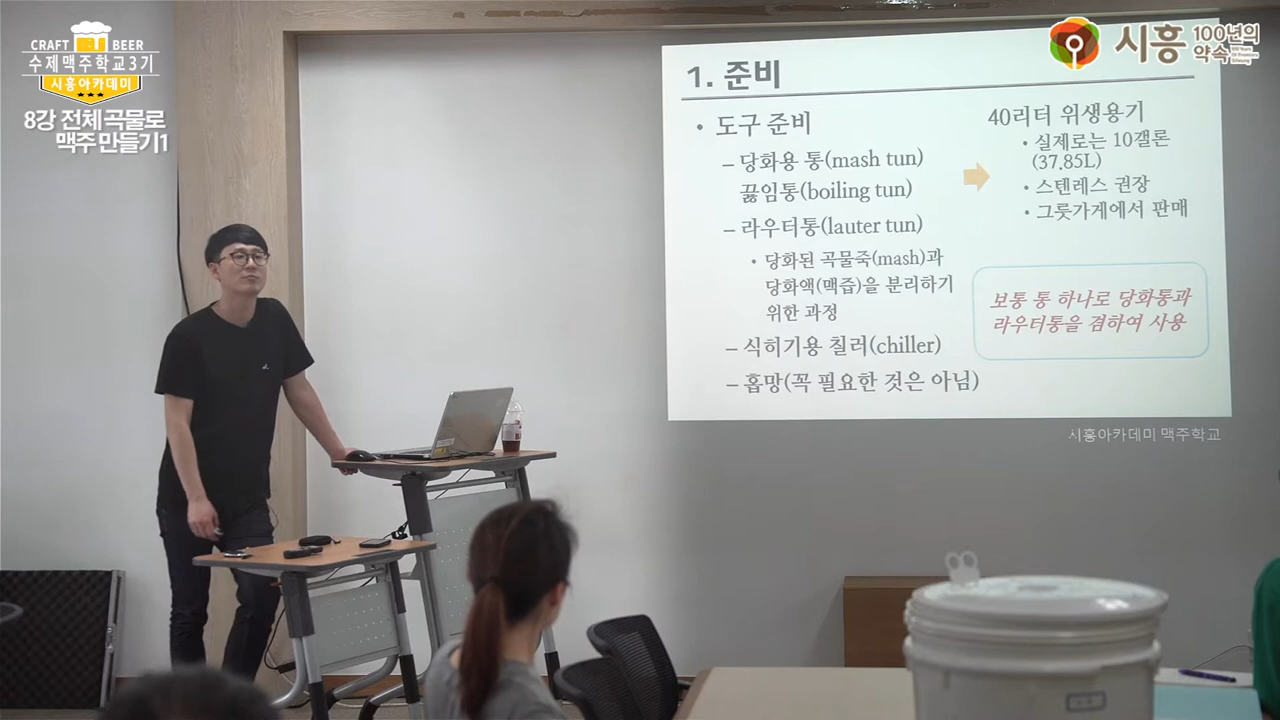 CRAFT BEER
수제맥주학교3기
시흥아카데미
8강 전체곡물로
맥주만들기1
시흥 100년의
약속
1. 준비
• 도구 준비
– 당화용 통(mash tun)
끓임통(boiling tun)
– 라우터통(lauter tun)
• 당화된 곡물죽(mash)과
당화액(맥즙)을 분리하기
위한 과정
– 식히기용 칠러(chiller)
– 홉망(꼭 필요한 것은 아님)
40리터 위생용기
• 실제로는 10갤론
(37.85L)
• 스텐레스 권장
• 그릇가게에서 판매
보통 통 하나로 당화통과
라우터통을 겸하여 사용
시흥아카데미 맥주학교